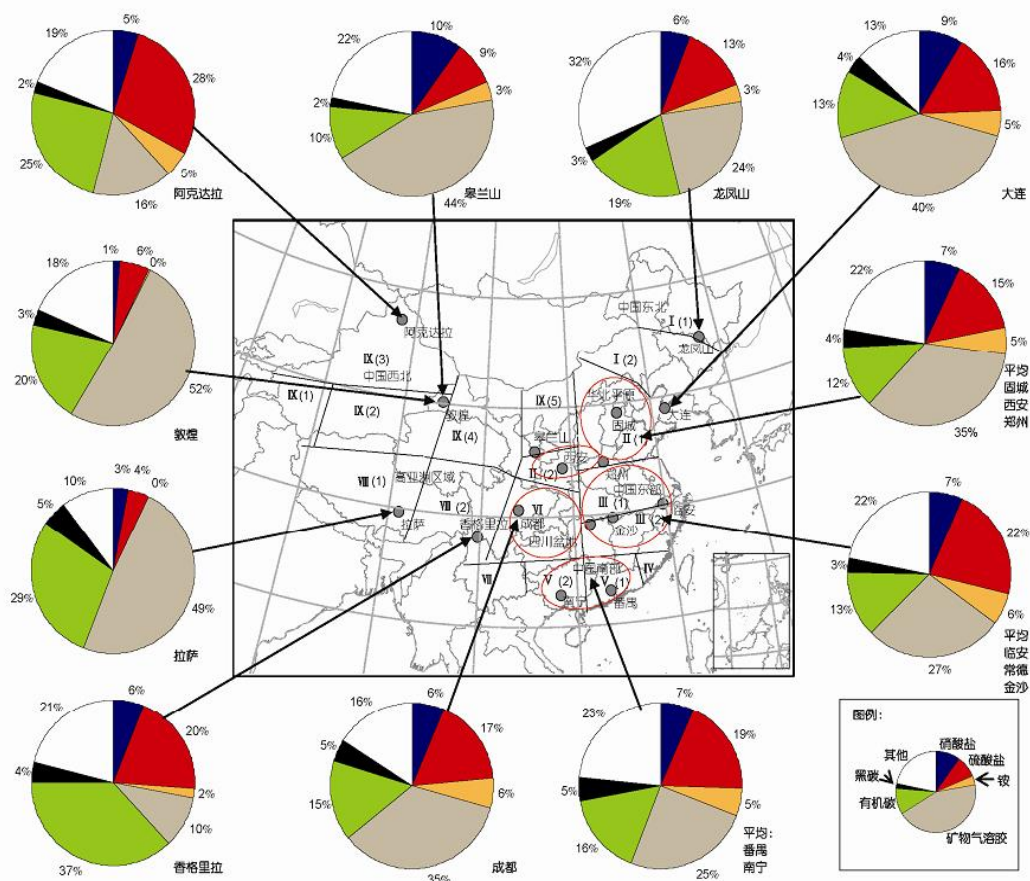 5%
28%
5%
16%
25%
2%
19%
阿克达拉
10%
9%
3%
44%
10%
2%
22%
皋兰山
6%
13%
3%
24%
19%
3%
32%
龙凤山
9%
16%
5%
40%
13%
4%
13%
大连
1%
6%
0%
52%
20%
3%
18%
敦煌
7%
15%
5%
35%
12%
4%
22%
平均
固城
西安
郑州
3%
4%
0%
49%
29%
5%
10%
拉萨
7%
22%
6%
27%
13%
3%
22%
平均
临安
常德
金沙
6%
20%
2%
10%
37%
4%
21%
香格里拉
6%
17%
6%
35%
15%
5%
16%
成都
7%
19%
5%
25%
16%
5%
23%
平均:
番禺
南宁
中国东北
I (1)
龙凤山
阿克达拉
IX (3)
中国西北
I (2)
IX (1)
IX (2)
敦煌
IX (5)
华北平原
固城
大连
IX (4)
皋兰山
II (1)
西安
II (2)
郑州
高亚洲区域
VIII (1)
VIII (2)
VI
中国东部
III (1)
拉萨
香格里拉
成都
III (2)
临安
金沙
四川盆地
VII
中国南部
IV
V (2)
V (1)
南宁
番禺
图例:
其他
硝酸盐
硫酸盐
黑碳
铵
有机碳
矿物气溶胶